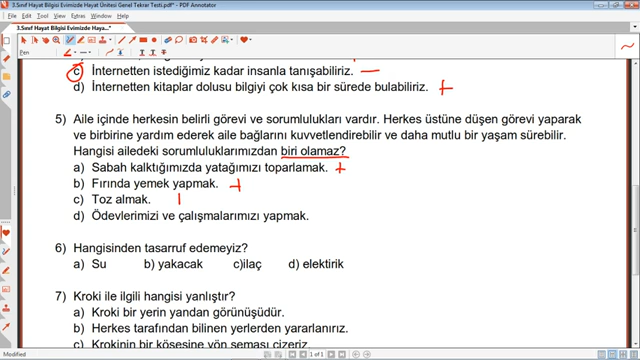 3.Sınıf Hayat Bilgisi Evimizde Hayat Ünitesi Genel Tekrar Testi.pdf* - PDF Annotator
File Edit View Tool Extras Help
3.Sınıf Hayat Bilgisi Evimizde Ha...*
Pen
c) İnternetten istediğimiz kadar insanla tanışabiliriz.
d) İnternetten kitaplar dolusu bilgiyi çok kısa bir sürede bulabiliriz.
5) Aile içinde herkesin belirli görevi ve sorumlulukları vardır. Herkes üstüne düşen görevi yaparak
ve birbirine yardım ederek aile bağlarını kuvvetlendirebilir ve daha mutlu bir yaşam sürebilir.
Hangisi ailedeki sorumluluklarımızdan biri olamaz?
a) Sabah kalktığımızda yatağımızı toparlamak.
b) Fırında yemek yapmak.
c) Toz almak.
d) Ödevlerimizi ve çalışmalarımızı yapmak.
6) Hangisinden tasarruf edemeyiz?
a) Su b) yakacak c)ilaç d) elektirik
7) Kroki ile ilgili hangisi yanlıştır?
a) Kroki bir yerin yandan görünüşüdür.
b) Herkes tarafından bilinen yerlerden yararlanırız.
c) Krokinin bir köşesine yön şeması çizeriz.
Modified 1 of 1